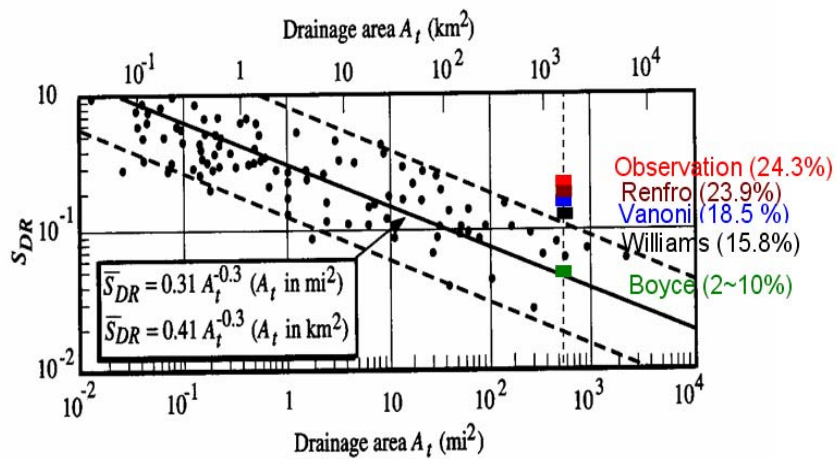 Drainage area A_t (km²)
10⁻¹ 1 10 10² 10³ 10⁴
10
10⁻¹
10⁻²
S_DR
Observation (24.3%)
Renfro (23.9%)
Vanoni (18.5 %)
Williams (15.8%)
Boyce (2~10%)
S̅_DR = 0.31 A_t^-0.3 (A_t in mi²)
S̅_DR = 0.41 A_t^-0.3 (A_t in km²)
10⁻² 10⁻¹ 1 10 10² 10³ 10⁴
Drainage area A_t (mi²)